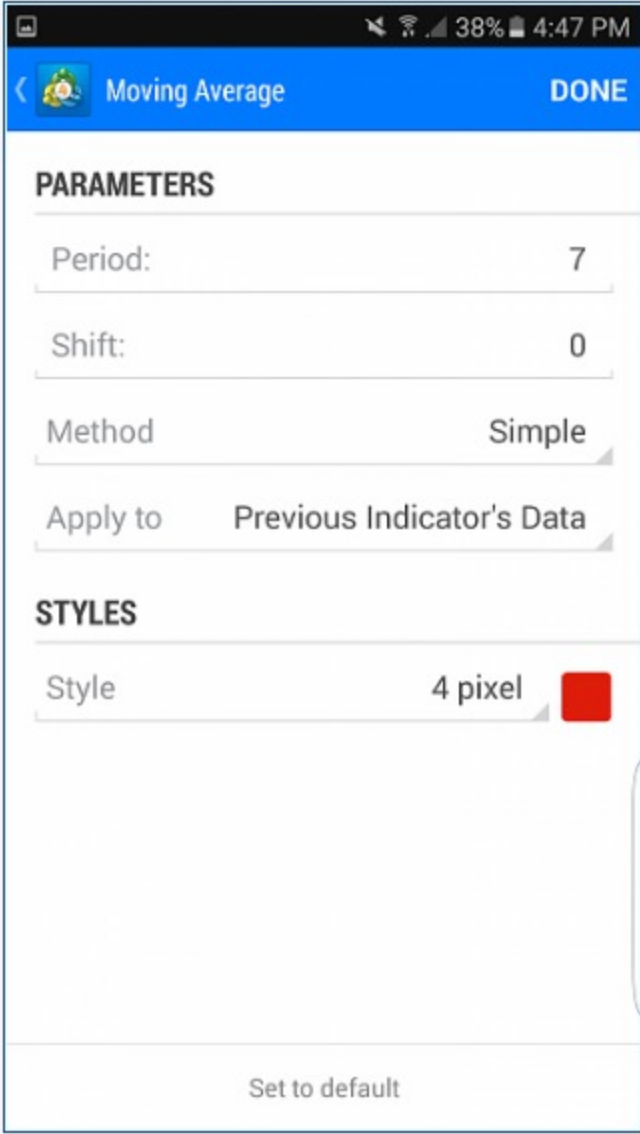 38% 4:47 PM
Moving Average DONE
PARAMETERS
Period: 7
Shift: 0
Method Simple
Apply to Previous Indicator's Data
STYLES
Style 4 pixel
Set to default